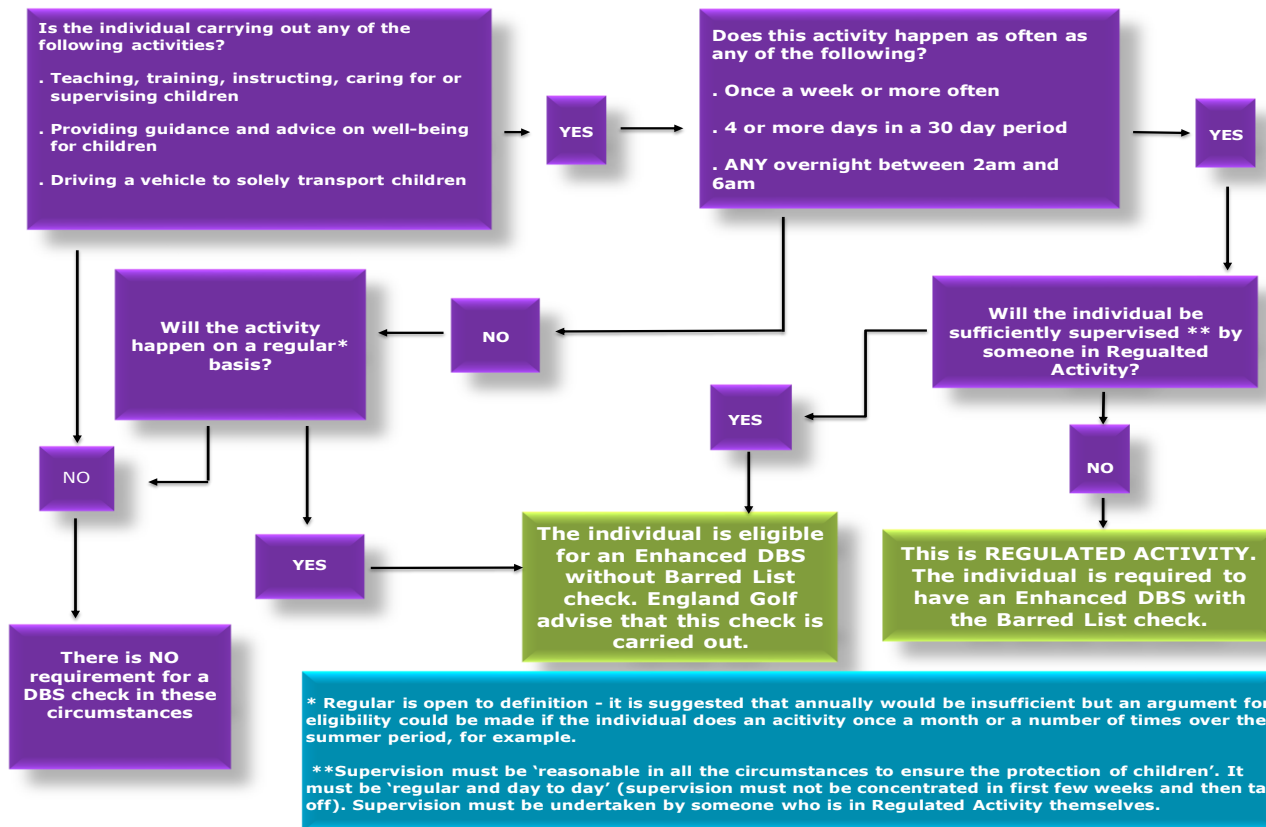 Is the individual carrying out any of the
following activities?
. Teaching, training, instructing, caring for or
supervising children
. Providing guidance and advice on well-being
for children
. Driving a vehicle to solely transport children
YES
Does this activity happen as often as
any of the following?
. Once a week or more often
. 4 or more days in a 30 day period
. ANY overnight between 2am and
6am
YES
Will the activity
happen on a regular*
basis?
NO
Will the individual be
sufficiently supervised ** by
someone in Regualted
Activity?
YES
NO
NO
YES
The individual is eligible
for an Enhanced DBS
without Barred List
check. England Golf
advise that this check is
carried out.
This is REGULATED ACTIVITY.
The individual is required to
have an Enhanced DBS with
the Barred List check.
There is NO
requirement for a
DBS check in these
circumstances
* Regular is open to definition - it is suggested that annually would be insufficient but an argument for
eligibility could be made if the individual does an acitivity once a month or a number of times over the
summer period, for example.
**Supervision must be ‘reasonable in all the circumstances to ensure the protection of children’. It
must be ‘regular and day to day’ (supervision must not be concentrated in first few weeks and then
off). Supervision must be undertaken by someone who is in Regulated Activity themselves.